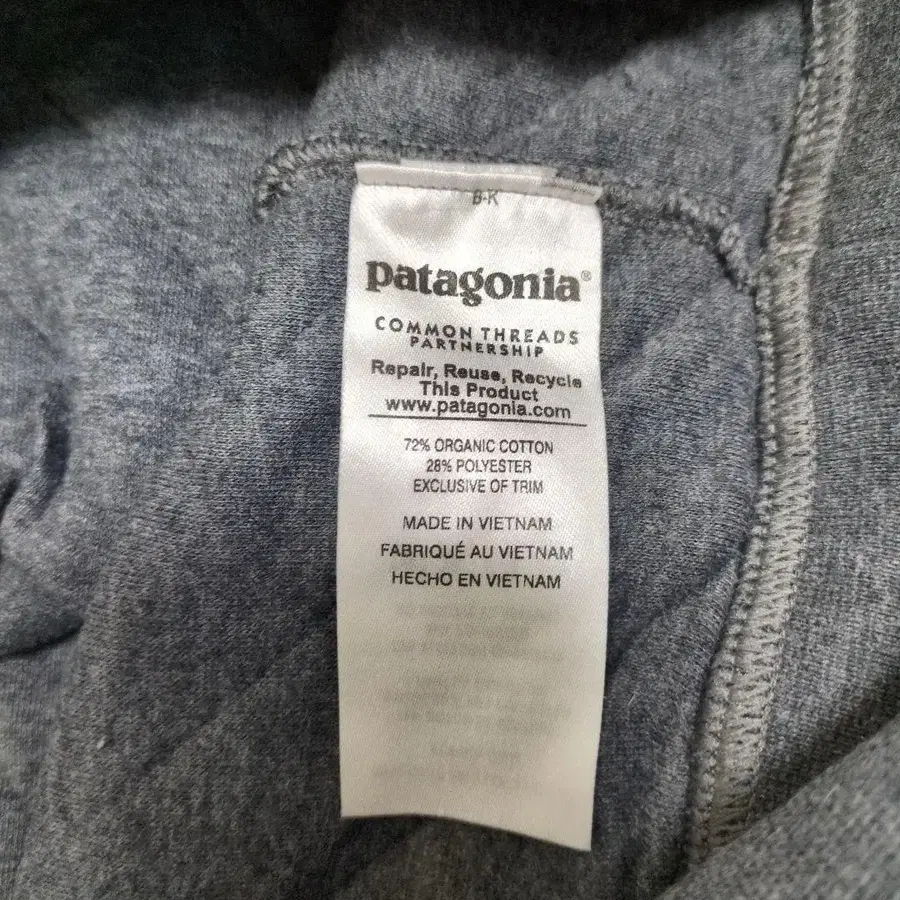 B-K
patagonia®
COMMON THREADS
PARTNERSHIP
Repair, Reuse, Recycle
This Product
www.patagonia.com
72% ORGANIC COTTON
28% POLYESTER
EXCLUSIVE OF TRIM
MADE IN VIETNAM
FABRIQUÉ AU VIETNAM
HECHO EN VIETNAM